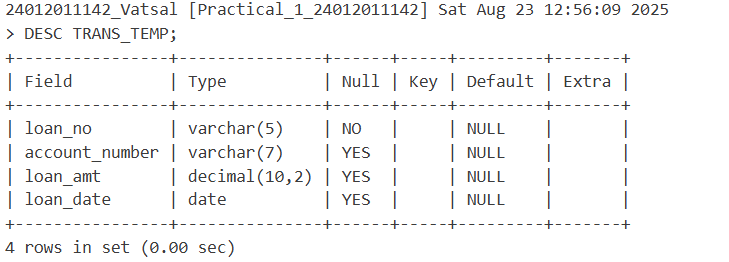 24012011142_Vatsal [Practical_1_24012011142] Sat Aug 23 12:56:09 2025
> DESC TRANS_TEMP;
+----------------+---------------+------+-----+---------+-------+
| Field          | Type          | Null | Key | Default | Extra |
+----------------+---------------+------+-----+---------+-------+
| loan_no        | varchar(5)    | NO   |     | NULL    |       |
| account_number | varchar(7)    | YES  |     | NULL    |       |
| loan_amt       | decimal(10,2) | YES  |     | NULL    |       |
| loan_date      | date          | YES  |     | NULL    |       |
+----------------+---------------+------+-----+---------+-------+
4 rows in set (0.00 sec)